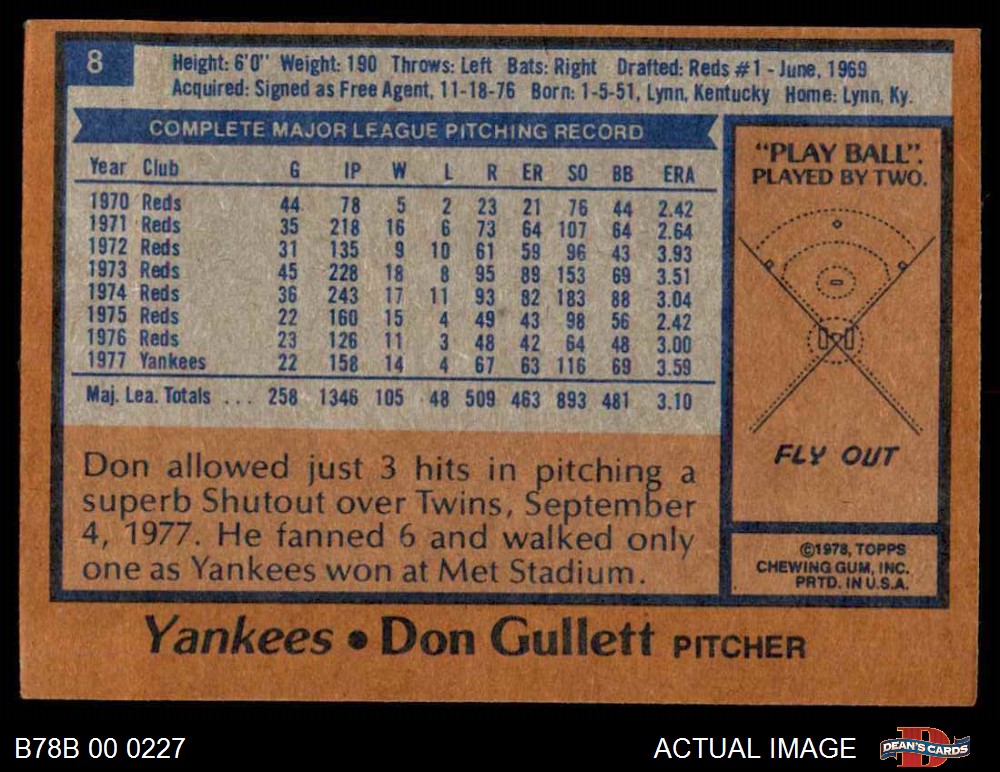 8
Height: 6'0" Weight: 190 Throws: Left Bats: Right Drafted: Reds #1 - June, 1969
Acquired: Signed as Free Agent, 11-18-76 Born: 1-5-51, Lynn, Kentucky Home: Lynn, Ky.
COMPLETE MAJOR LEAGUE PITCHING RECORD
Year Club G IP W L R ER SO BB ERA
1970 Reds 44 78 5 2 23 21 76 44 2.42
1971 Reds 35 218 16 6 73 64 107 64 2.64
1972 Reds 31 135 9 10 61 59 96 43 3.93
1973 Reds 45 228 18 8 95 89 153 69 3.51
1974 Reds 36 243 17 11 93 82 183 88 3.04
1975 Reds 22 160 15 4 49 43 98 56 2.42
1976 Reds 23 126 11 3 48 42 64 48 3.00
1977 Yankees 22 158 14 4 67 63 116 69 3.59
Maj. Lea. Totals ... 258 1346 105 48 509 463 893 481 3.10
Don allowed just 3 hits in pitching a
superb Shutout over Twins, September
4, 1977. He fanned 6 and walked only
one as Yankees won at Met Stadium.
"PLAY BALL".
PLAYED BY TWO.
FLY OUT
©1978, TOPPS
CHEWING GUM, INC.
PRTD. IN U.S.A.
Yankees • Don Gullett PITCHER
B78B 00 0227
ACTUAL IMAGE
D
DEAN'S CARDS